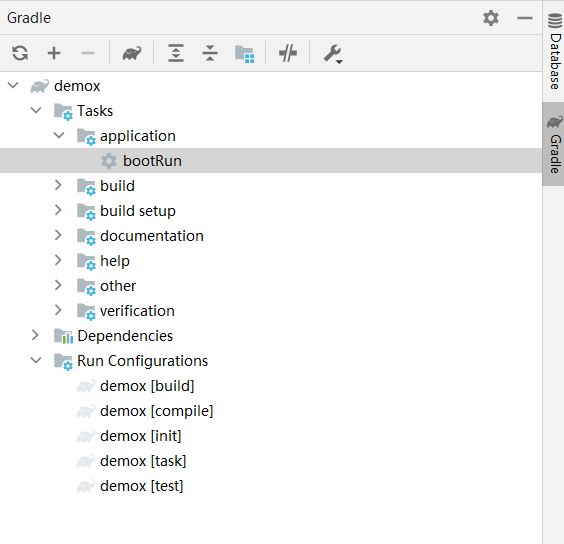 Gradle
demox
Tasks
application
bootRun
build
build setup
documentation
help
other
verification
Dependencies
Run Configurations
demox [build]
demox [compile]
demox [init]
demox [task]
demox [test]
Database
Gradle